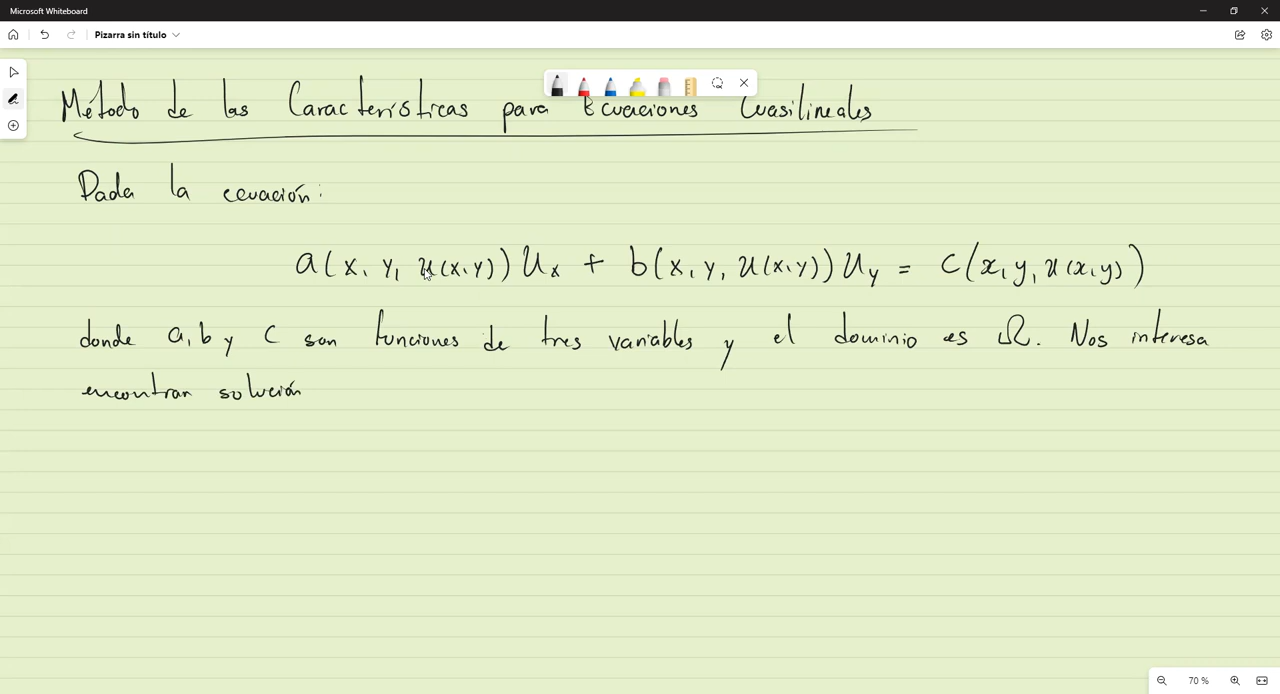 Microsoft Whiteboard
Pizarra sin título
Método de las Características para Ecuaciones Cuasilineales
Dada la ecuación:
a(x, y, u(x,y)) Ux + b(x, y, u(x,y)) Uy = c(x, y, u(x,y))
donde a, b y c son funciones de tres variables y el dominio es Ω. Nos interesa
encontrar solución
70 %